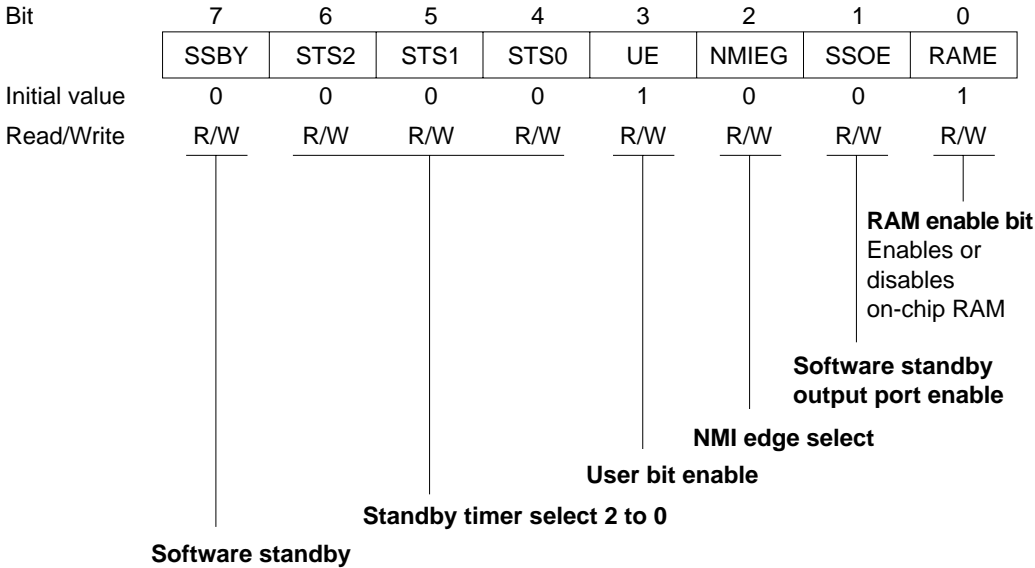 Bit 7 6 5 4 3 2 1 0
SSBY STS2 STS1 STS0 UE NMIEG SSOE RAME
Initial value 0 0 0 0 1 0 0 1
Read/Write R/W R/W R/W R/W R/W R/W R/W R/W
RAM enable bit
Enables or
disables
on-chip RAM
Software standby
output port enable
NMI edge select
User bit enable
Standby timer select 2 to 0
Software standby